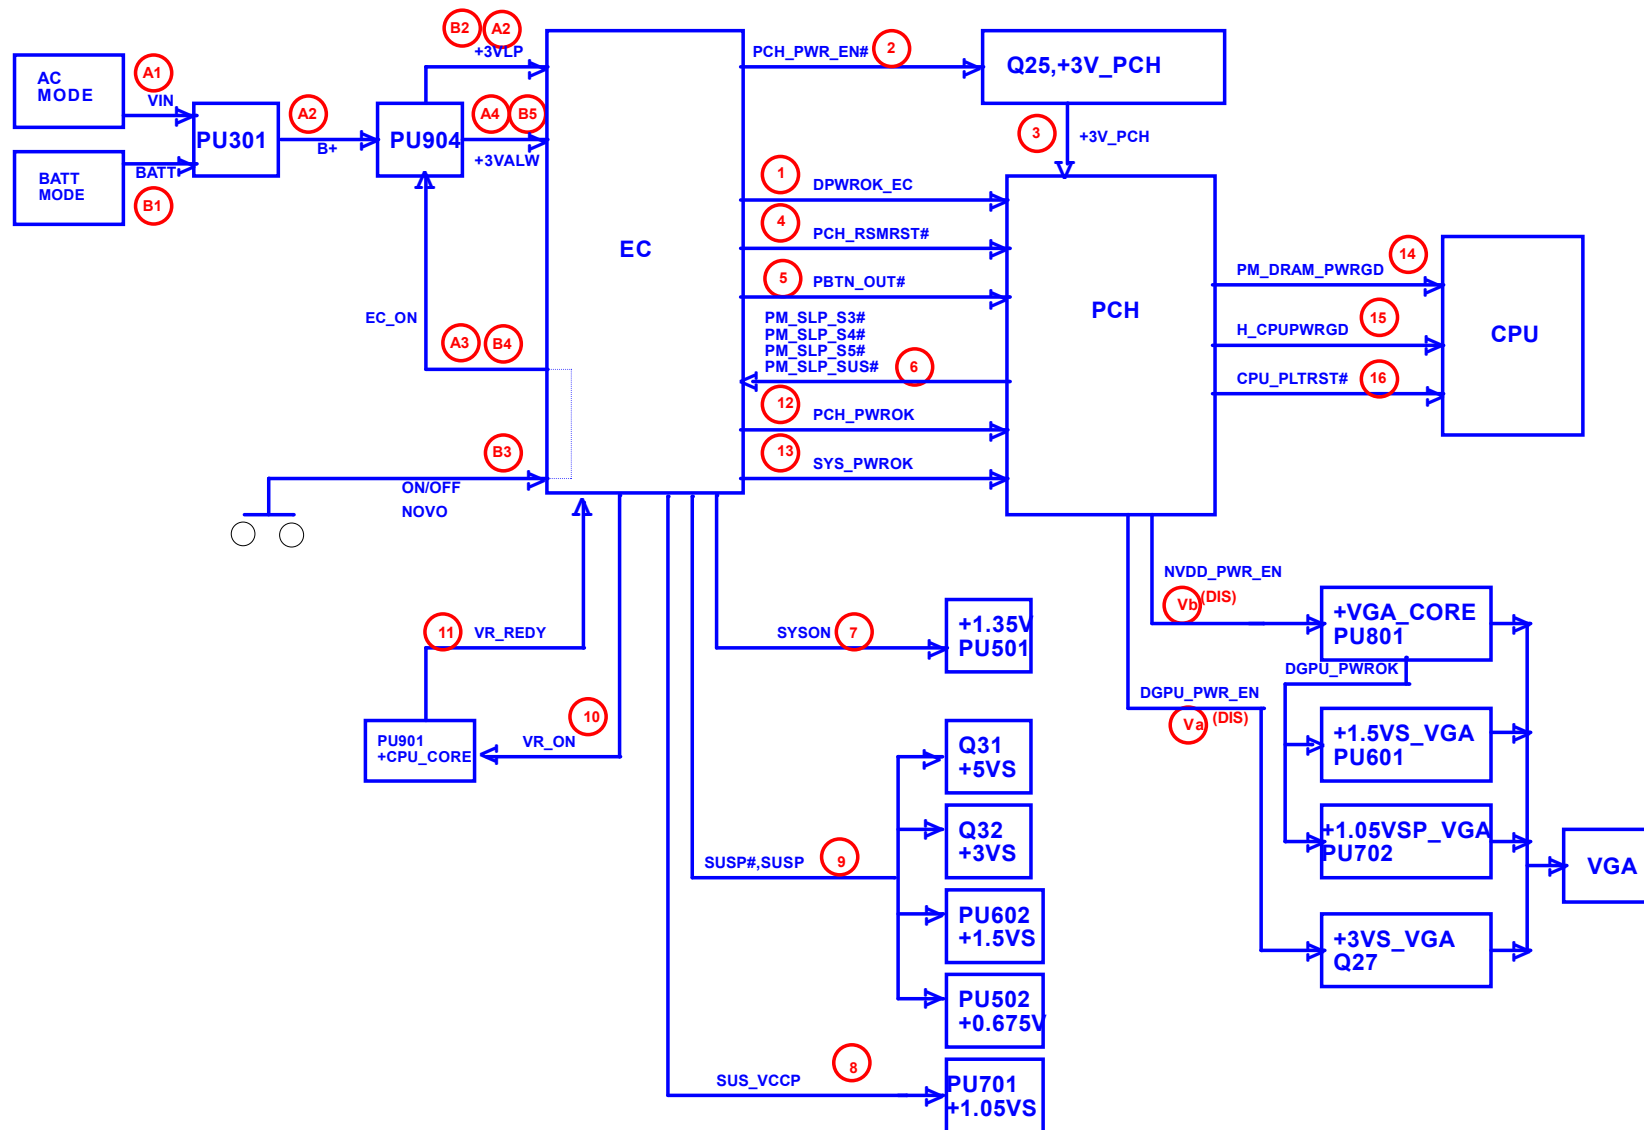 B2
A2
+3VLP
PCH_PWR_EN#
2
Q25,+3V_PCH
AC
MODE
A1
VIN
A2
B+
PU301
PU904
A4
B5
+3VALW
3
+3V_PCH
BATT
MODE
BATT
B1
1
DPWROK_EC
4
PCH_RSMRST#
EC
5
PBTN_OUT#
PM_SLP_S3#
PM_SLP_S4#
PM_SLP_S5#
PM_SLP_SUS#
6
PCH
PM_DRAM_PWRGD
14
H_CPUPWRGD
15
CPU_PLTRST#
16
CPU
EC_ON
A3
B4
12
PCH_PWROK
13
SYS_PWROK
B3
ON/OFF
NOVO
NVDD_PWR_EN
Vb
(DIS)
+VGA_CORE
PU801
DGPU_PWROK
11
VR_REDY
SYSON
7
+1.35V
PU501
DGPU_PWR_EN
Va
(DIS)
+1.5VS_VGA
PU601
10
VR_ON
PU901
+CPU_CORE
Q31
+5VS
Q32
+3VS
+1.05VSP_VGA
PU702
VGA
SUSP#,SUSP
9
PU602
+1.5VS
+3VS_VGA
Q27
PU502
+0.675V
SUS_VCCP
8
PU701
+1.05VS